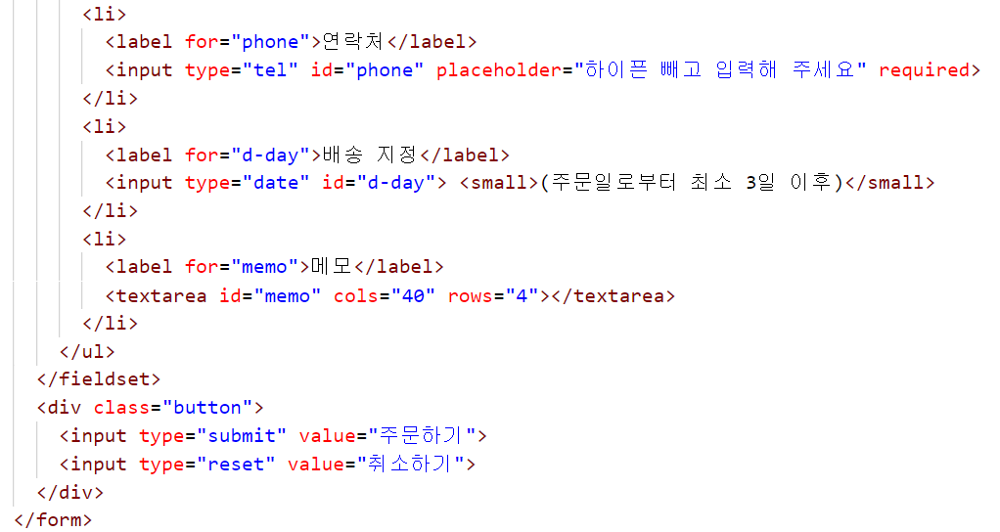 <li>
<label for="phone">연락처</label>
<input type="tel" id="phone" placeholder="하이픈 빼고 입력해 주세요" required>
</li>
<li>
<label for="d-day">배송 지정</label>
<input type="date" id="d-day"> <small>(주문일로부터 최소 3일 이후)</small>
</li>
<li>
<label for="memo">메모</label>
<textarea id="memo" cols="40" rows="4"></textarea>
</li>
</ul>
</fieldset>
<div class="button">
<input type="submit" value="주문하기">
<input type="reset" value="취소하기">
</div>
</form>